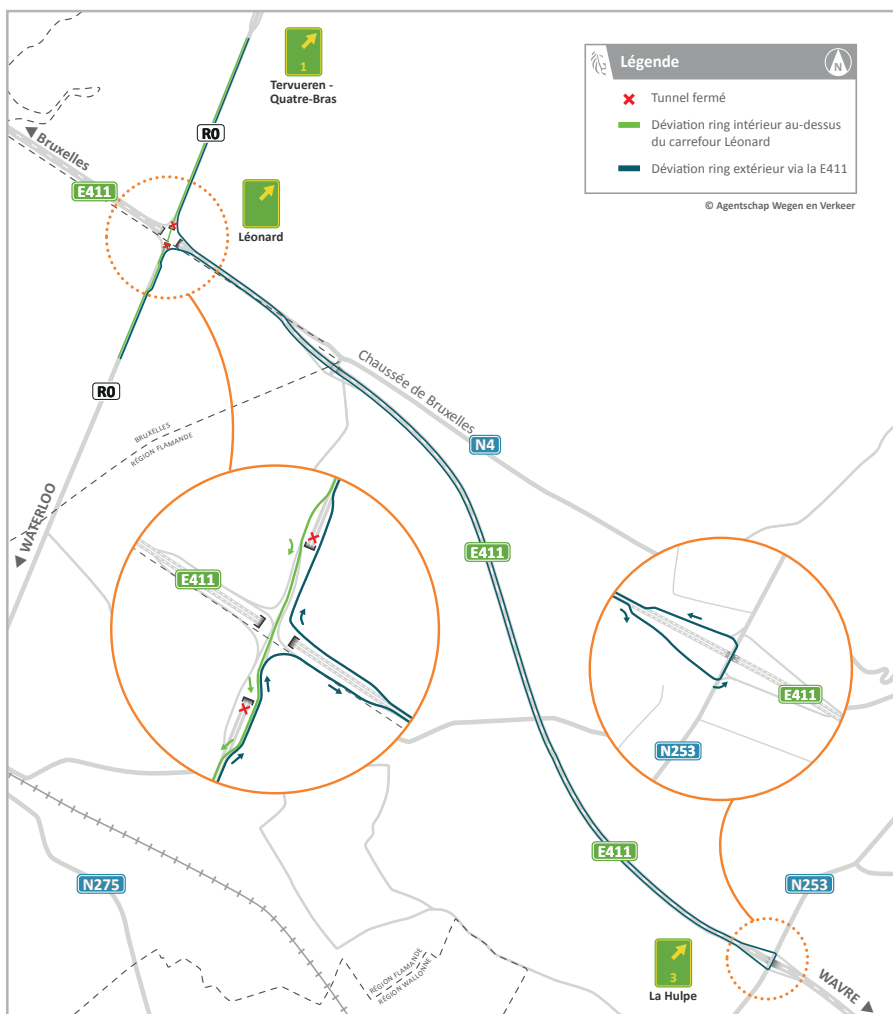 1
Tervueren -
Quatre-Bras
Légende
N
Tunnel fermé
Déviation ring intérieur au-dessus
du carrefour Léonard
Déviation ring extérieur via la E411
© Agentschap Wegen en Verkeer
R0
Bruxelles
E411
Léonard
R0
Chaussée de Bruxelles
BRUXELLES
RÉGION FLAMANDE
N4
WATERLOO
E411
E411
E411
N253
E411
N275
N253
RÉGION FLAMANDE
RÉGION WALLONNE
3
La Hulpe
WAVRE